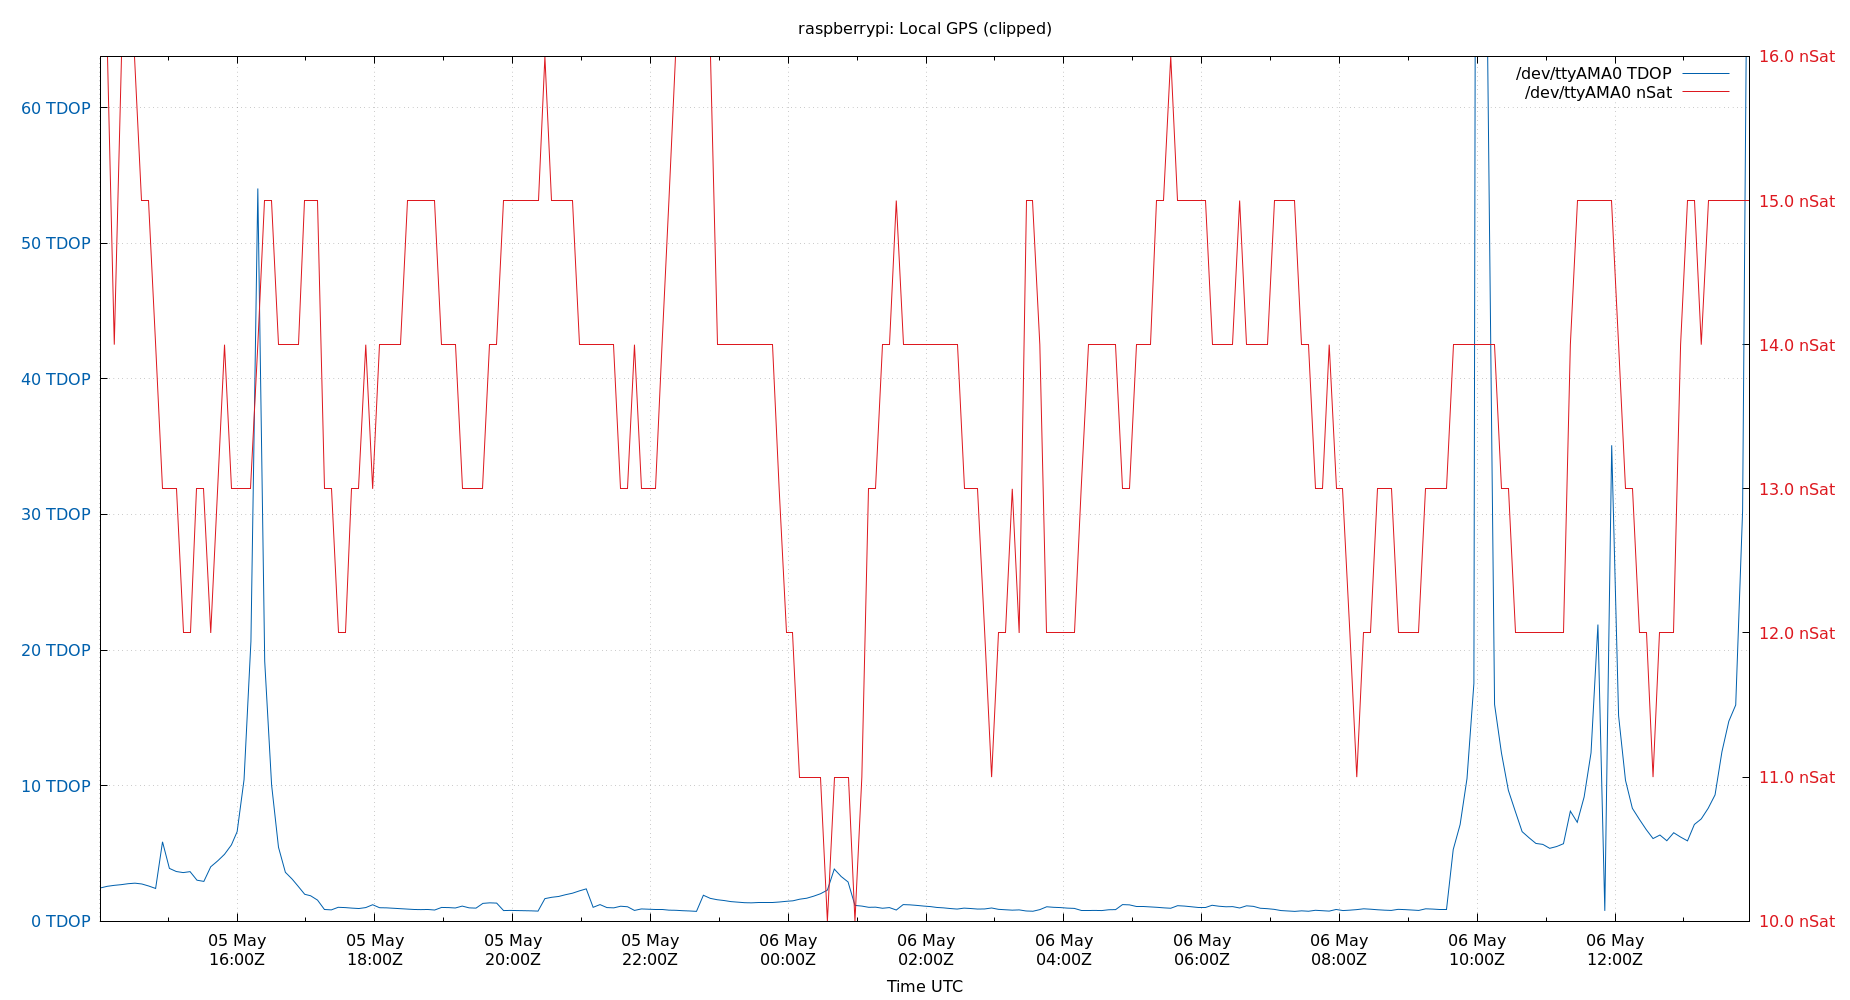 raspberrypi: Local GPS (clipped)
/dev/ttyAMA0 TDOP
/dev/ttyAMA0 nSat
60 TDOP
50 TDOP
40 TDOP
30 TDOP
20 TDOP
10 TDOP
0 TDOP
16.0 nSat
15.0 nSat
14.0 nSat
13.0 nSat
12.0 nSat
11.0 nSat
10.0 nSat
05 May
16:00Z
05 May
18:00Z
05 May
20:00Z
05 May
22:00Z
06 May
00:00Z
06 May
02:00Z
06 May
04:00Z
06 May
06:00Z
06 May
08:00Z
06 May
10:00Z
06 May
12:00Z
Time UTC